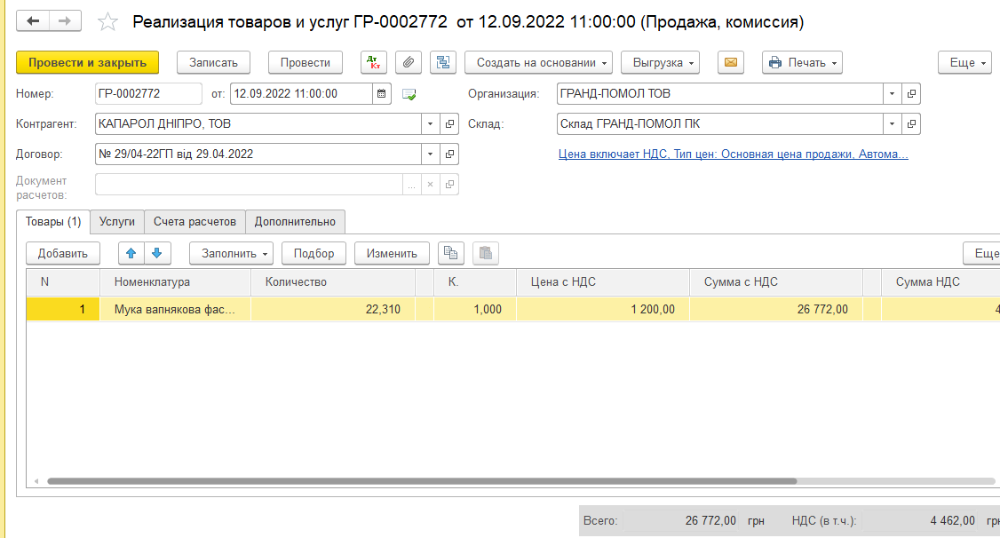 Реализация товаров и услуг ГР-0002772 от 12.09.2022 11:00:00 (Продажа, комиссия)
Провести и закрыть Записать Провести Дт Кт Создать на основании Выгрузка Печать Еще
Номер: ГР-0002772 от: 12.09.2022 11:00:00 Организация: ГРАНД-ПОМОЛ ТОВ
Контрагент: КАПАРОЛ ДНІПРО, ТОВ Склад: Склад ГРАНД-ПОМОЛ ПК
Договор: № 29/04-22ГП від 29.04.2022 Цена включает НДС, Тип цен: Основная цена продажи, Автома...
Документ
расчетов:
Товары (1) Услуги Счета расчетов Дополнительно
Добавить Заполнить Подбор Изменить Еще
N Номенклатура Количество К. Цена с НДС Сумма с НДС Сумма НДС
1 Мука вапнякова фас... 22,310 1,000 1 200,00 26 772,00 4
Всего: 26 772,00 грн НДС (в т.ч.): 4 462,00 грн